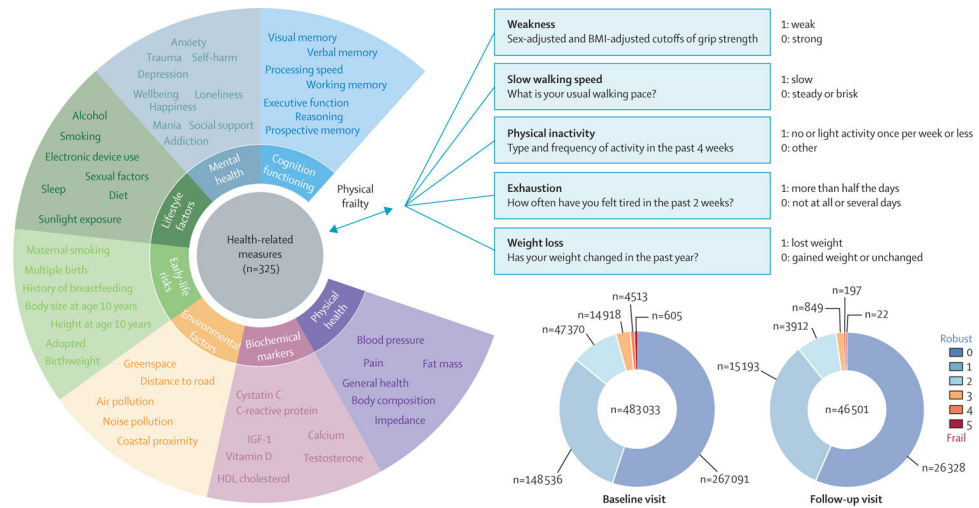 Anxiety
Trauma Self-harm
Depression
Wellbeing Loneliness
Happiness
Mania Social support
Addiction
Visual memory
Verbal memory
Processing speed
Working memory
Executive function
Reasoning
Prospective memory
Alcohol
Smoking
Electronic device use
Sexual factors
Sleep
Diet
Sunlight exposure
Maternal smoking
Multiple birth
History of breastfeeding
Body size at age 10 years
Height at age 10 years
Adopted
Birthweight
Greenspace
Distance to road
Air pollution
Noise pollution
Coastal proximity
Cystatin C
C-reactive protein
IGF-1
Calcium
Vitamin D
Testosterone
HDL cholesterol
Blood pressure
Pain
Fat mass
General health
Body composition
Impedance
Mental
health
Cognition
functioning
Lifestyle
factors
Early-life
risks
Environmental
factors
Biochemical
markers
Physical
health
Health-related
measures
(n=325)
Physical
frailty
Weakness
Sex-adjusted and BMI-adjusted cutoffs of grip strength
1: weak
0: strong
Slow walking speed
What is your usual walking pace?
1: slow
0: steady or brisk
Physical inactivity
Type and frequency of activity in the past 4 weeks
1: no or light activity once per week or less
0: other
Exhaustion
How often have you felt tired in the past 2 weeks?
1: more than half the days
0: not at all or several days
Weight loss
Has your weight changed in the past year?
1: lost weight
0: gained weight or unchanged
n=4513
n=14 918
n=605
n=47 370
n=483 033
n=148 536
n=267 091
Baseline visit
n=197
n=849
n=22
n=3912
n=15 193
n=46 501
n=26 328
Follow-up visit
Robust
0
1
2
3
4
5
Frail